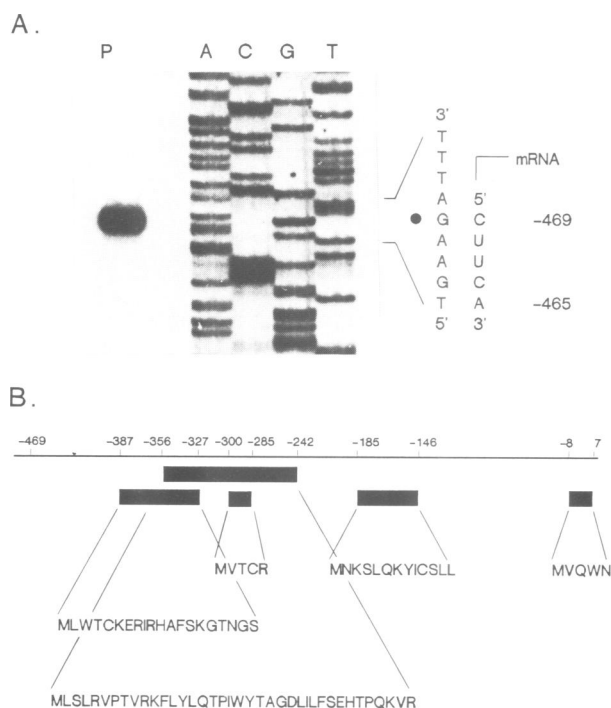 A.
P A C G T
3'
T
T mRNA
T
A 5'
G C -469
A U
A U
G C
T A -465
5' 3'
B.
-469 -387 -356 -327 -300 -285 -242 -185 -146 -8 7
MVTCR MNKSLQKYICSLL MVQWN
MLWTCKERIRHAFSKGTNGS
MLSLRVPTVRKFLYLQTPIWYTAGDLILFSEHTPQKVR